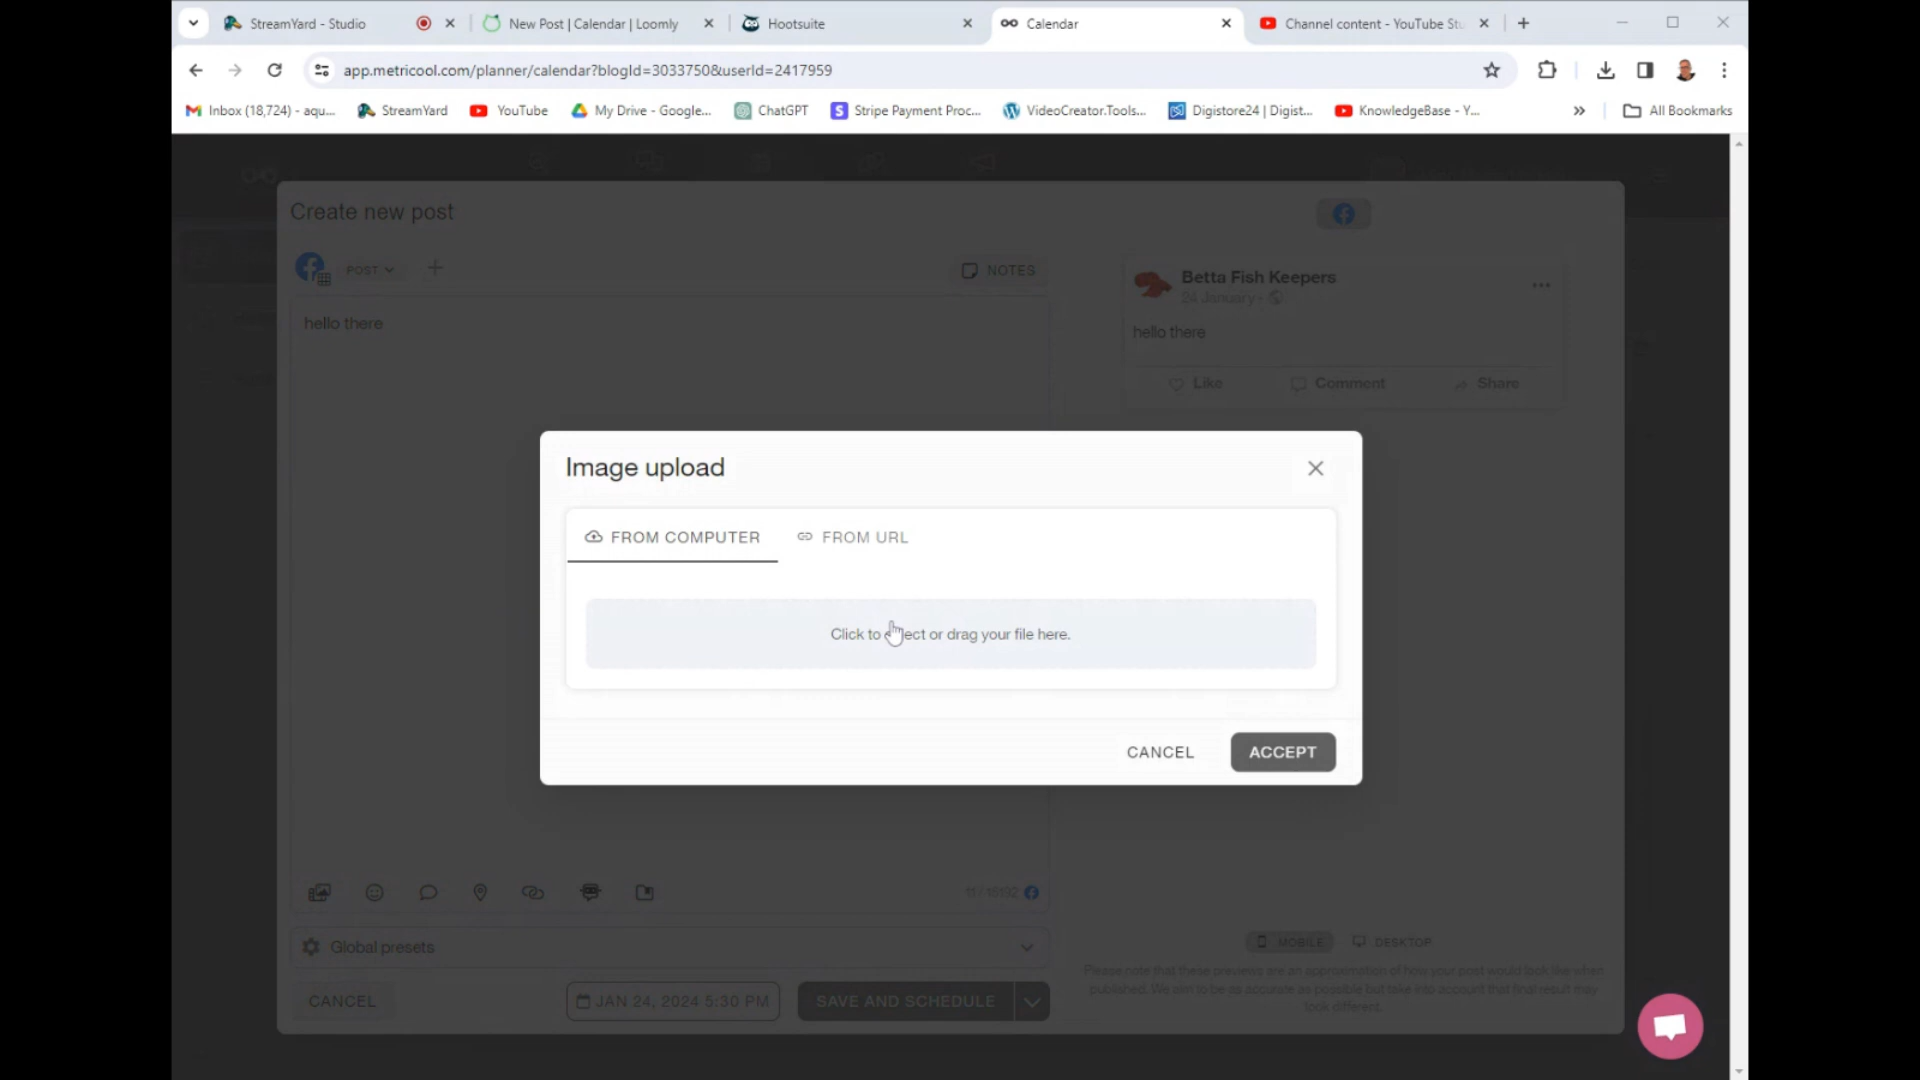 StreamYard - Studio
New Post | Calendar | Loomly
Hootsuite
Calendar
Channel content - YouTube Stu
app.metricool.com/planner/calendar?blogId=3033750&userId=2417959
Inbox (18,724) - aqu...
StreamYard
YouTube
My Drive - Google...
ChatGPT
Stripe Payment Proc...
VideoCreator.Tools...
Digistore24 | Digist...
KnowledgeBase - Y...
All Bookmarks
Create new post
POST
NOTES
hello there
Betta Fish Keepers
24 January
hello there
Like
Comment
Share
Image upload
FROM COMPUTER
FROM URL
Click to select or drag your file here.
CANCEL
ACCEPT
11 / 15192
Global presets
MOBILE
DESKTOP
Please note that these previews are an approximation of how your post would look like when
published. We aim to be as accurate as possible but take into account that final result may
look different.
CANCEL
JAN 24, 2024 5:30 PM
SAVE AND SCHEDULE